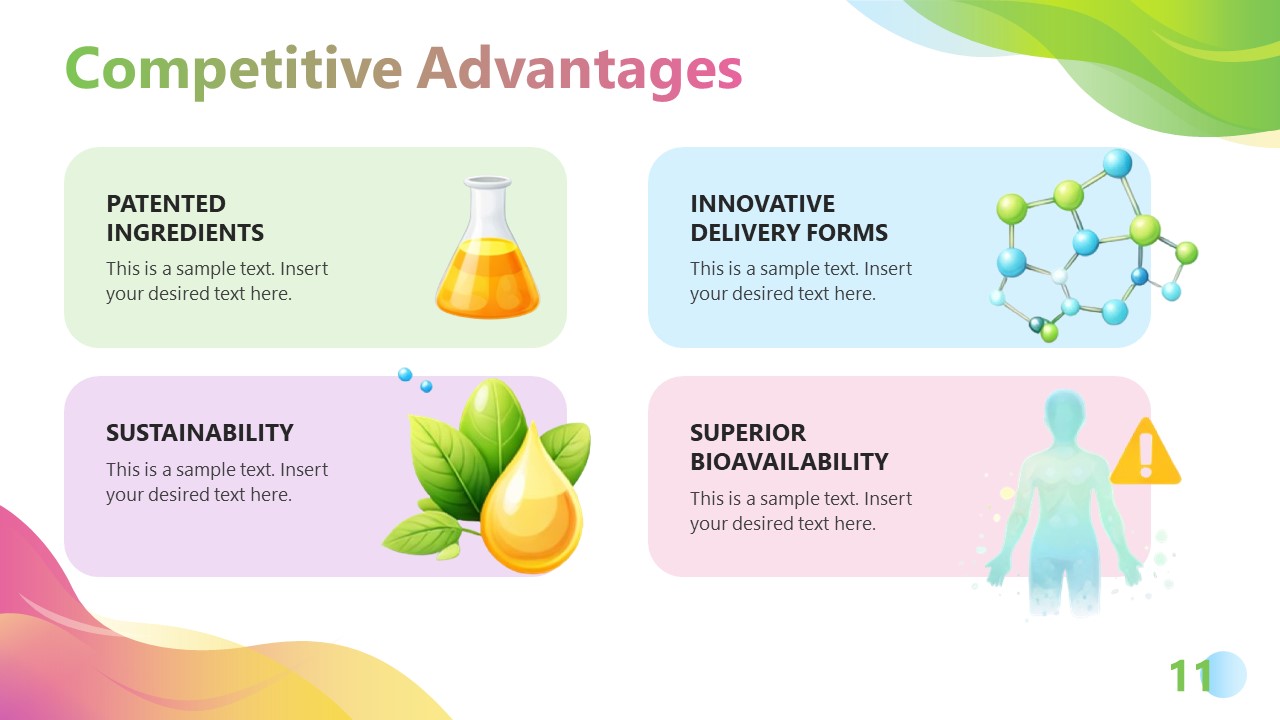 Competitive Advantages
PATENTED
INGREDIENTS
This is a sample text. Insert
your desired text here.
INNOVATIVE
DELIVERY FORMS
This is a sample text. Insert
your desired text here.
SUSTAINABILITY
This is a sample text. Insert
your desired text here.
SUPERIOR
BIOAVAILABILITY
This is a sample text. Insert
your desired text here.
11